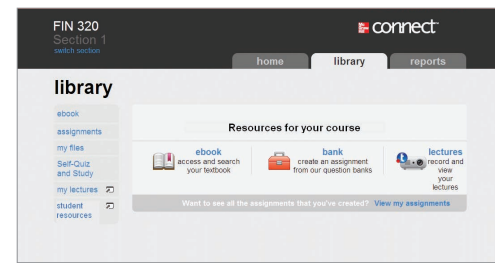 FIN 320
Section 1
switch section
connect
home
library
reports
library
ebook
assignments
my files
Self-Quiz
and Study
my lectures
student
resources
Resources for your course
ebook
access and search
your textbook
bank
create an assignment
from our question banks
lectures
record and
view
your
lectures
Want to see all the assignments that you've created? View my assignments